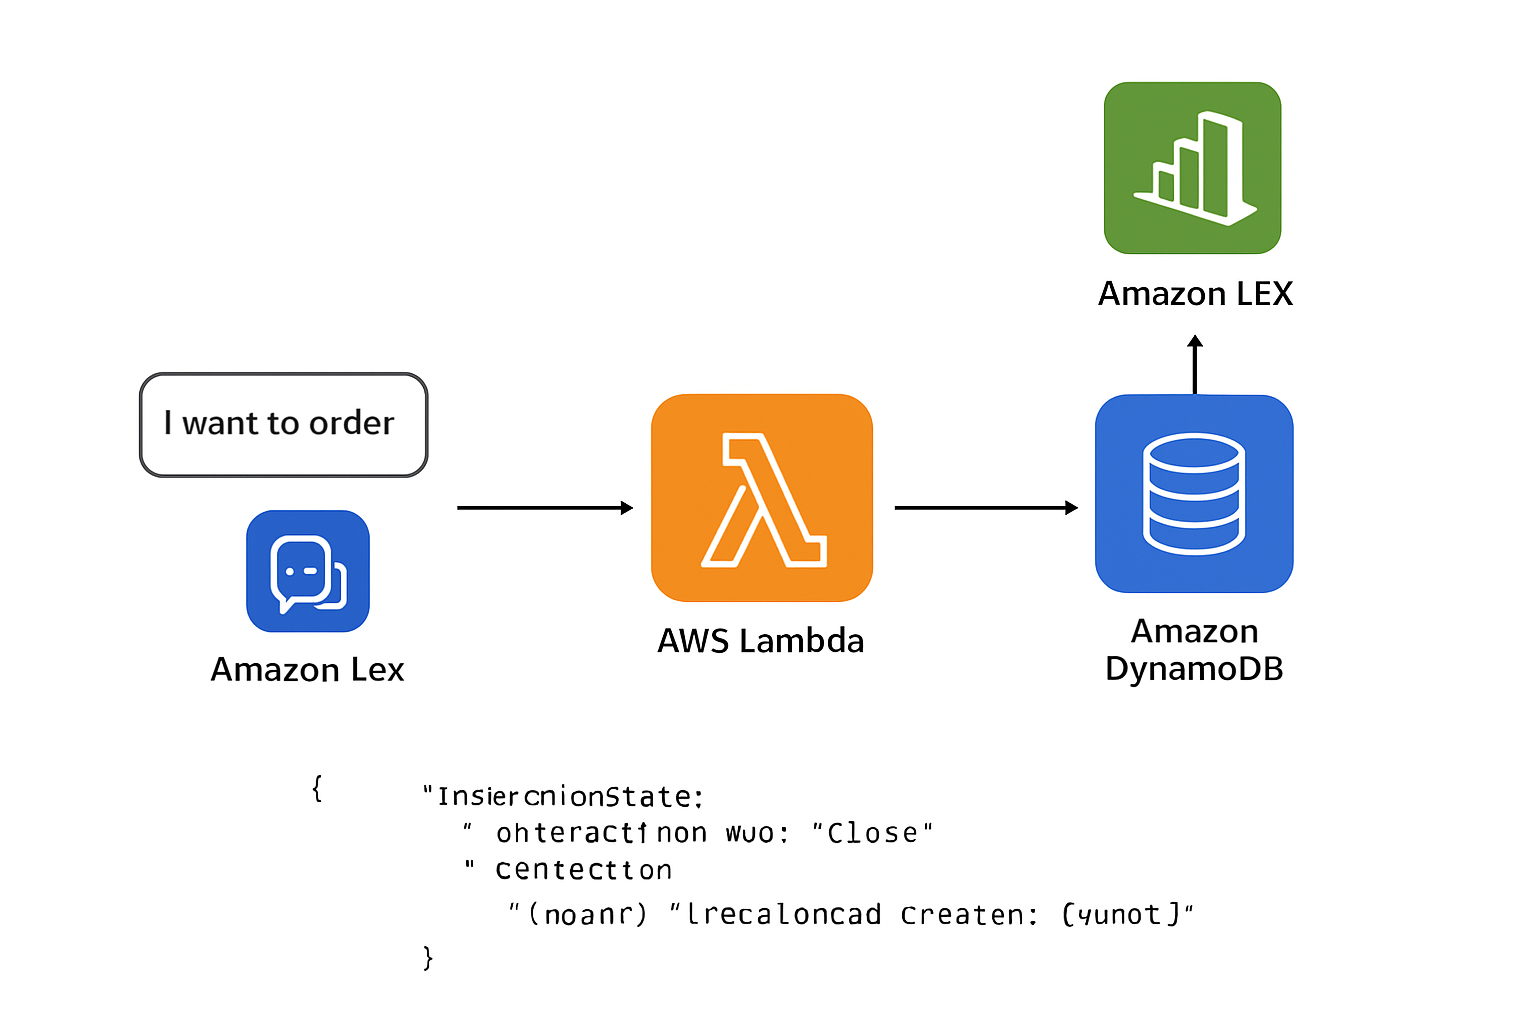 Amazon LEX
I want to order
Amazon Lex
AWS Lambda
Amazon
DynamoDB
{ "InsiercnionState:
" ohteractinon wuo: "Close"
" centectton
"(noanr) "lrecaloncad Createn: [yunot]"
}